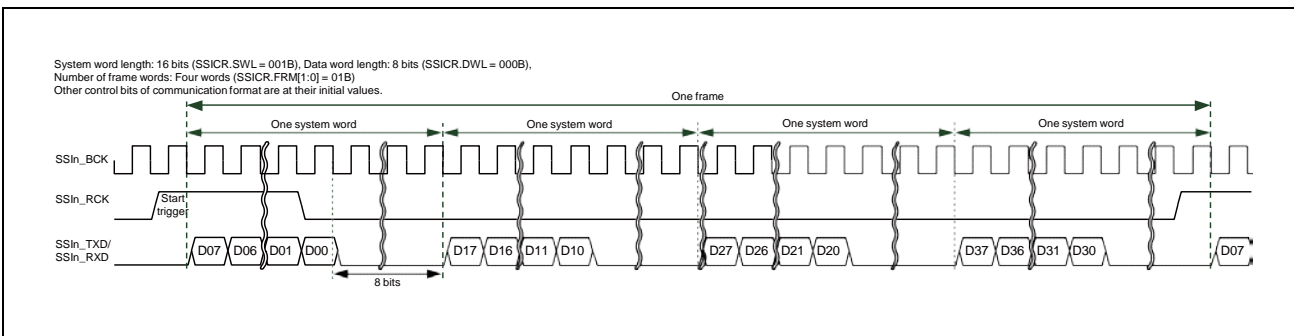 System word length: 16 bits (SSICR.SWL = 001B), Data word length: 8 bits (SSICR.DWL = 000B),
Number of frame words: Four words (SSICR.FRM[1:0] = 01B)
Other control bits of communication format are at their initial values.
One frame
One system word One system word One system word One system word
SSIn_BCK
SSIn_RCK
Start
trigger
SSIn_TXD/
SSIn_RXD
D07 D06 D01 D00 D17 D16 D11 D10 D27 D26 D21 D20 D37 D36 D31 D30 D07
8 bits